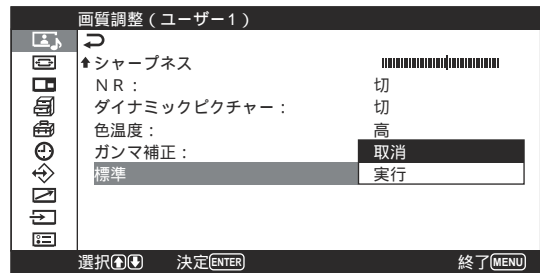 画質調整(ユーザー1)
シャープネス
NR: 切
ダイナミックピクチャー: 切
色温度: 高
ガンマ補正: 取消
標準 実行
選択 決定 ENTER 終了 MENU